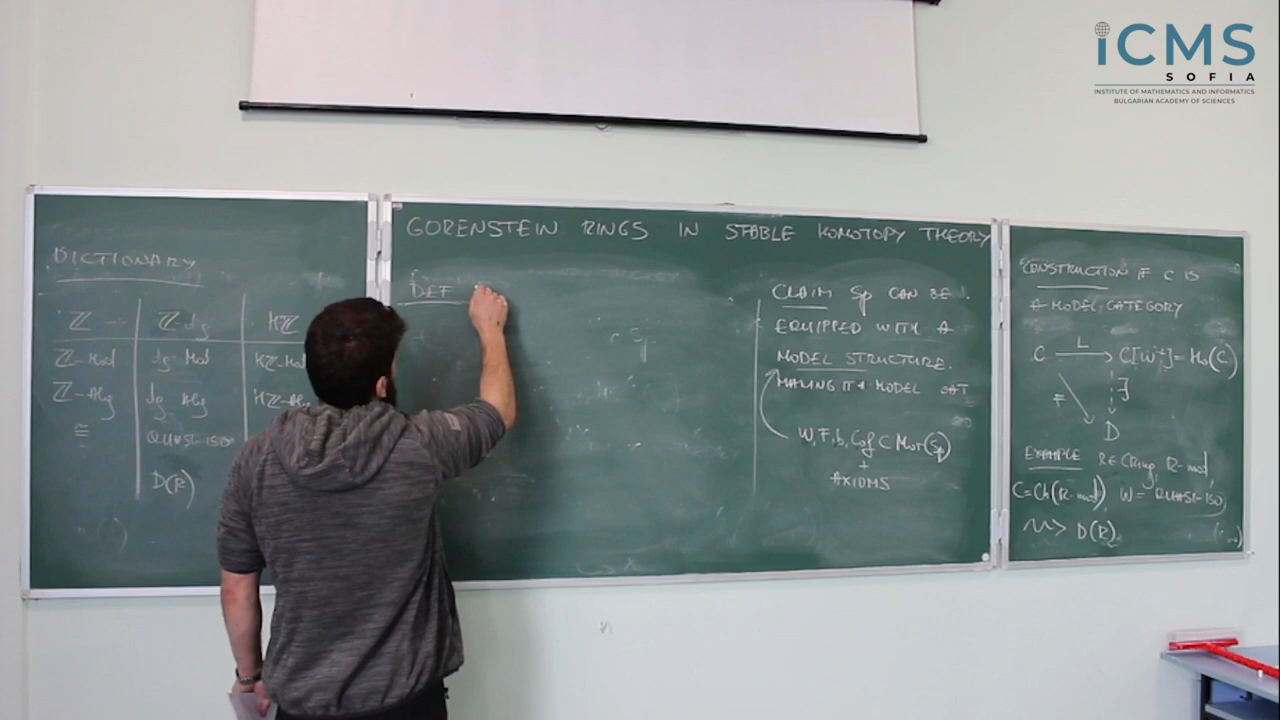 iCMS
SOFIA
INSTITUTE OF MATHEMATICS AND INFORMATICS
BULGARIAN ACADEMY OF SCIENCES
DICTIONARY
ℤ ℤ-dg Hℤ
ℤ-Mod dg-Mod Hℤ-Mod
ℤ-Alg dg Alg Hℤ-Alg
≅ QUASI-ISO
D(R)
GORENSTEIN RINGS IN STABLE HOMOTOPY THEORY
DEF
CLAIM Sp CAN BE
EQUIPPED WITH A
MODEL STRUCTURE.
MAKING IT A MODEL CAT
W, Fib, Cof ⊂ Mor(Sp)
+
AXIOMS
CONSTRUCTION IF C IS
A MODEL CATEGORY
C L C[W⁻¹]=Ho(C)
F ∃
D
EXAMPLE R∈CRing, R-mod,
C=Ch(R-mod), W=QUASI-ISO,
D(R)